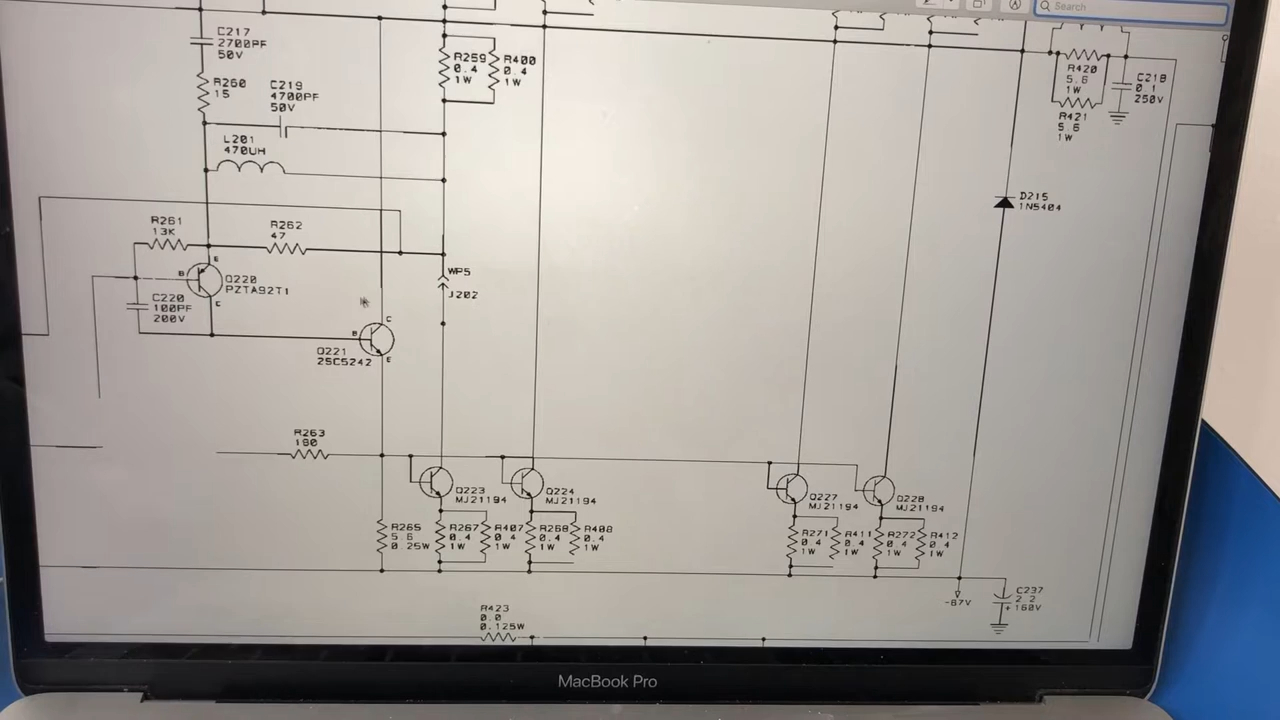 Search
C217
2700PF
50V
R260
15
C219
4700PF
50V
R259
0.4
1W
R400
0.4
1W
R420
5.6
1W
C218
0.1
250V
R421
5.6
1W
L201
470UH
D215
1N5404
R261
13K
R262
47
E
B
Q220
PZTA92T1
C
C220
100PF
200V
WP5
J202
C
B
E
Q221
2SC5242
R263
180
Q223
MJ21194
Q224
MJ21194
Q227
MJ21194
Q228
MJ21194
R265
5.6
0.25W
R267
0.4
1W
R407
0.4
1W
R268
0.4
1W
R408
0.4
1W
R271
0.4
1W
R411
0.4
1W
R272
0.4
1W
R412
0.4
1W
-87V
C237
2.2
+ 160V
R423
0.0
0.125W
MacBook Pro